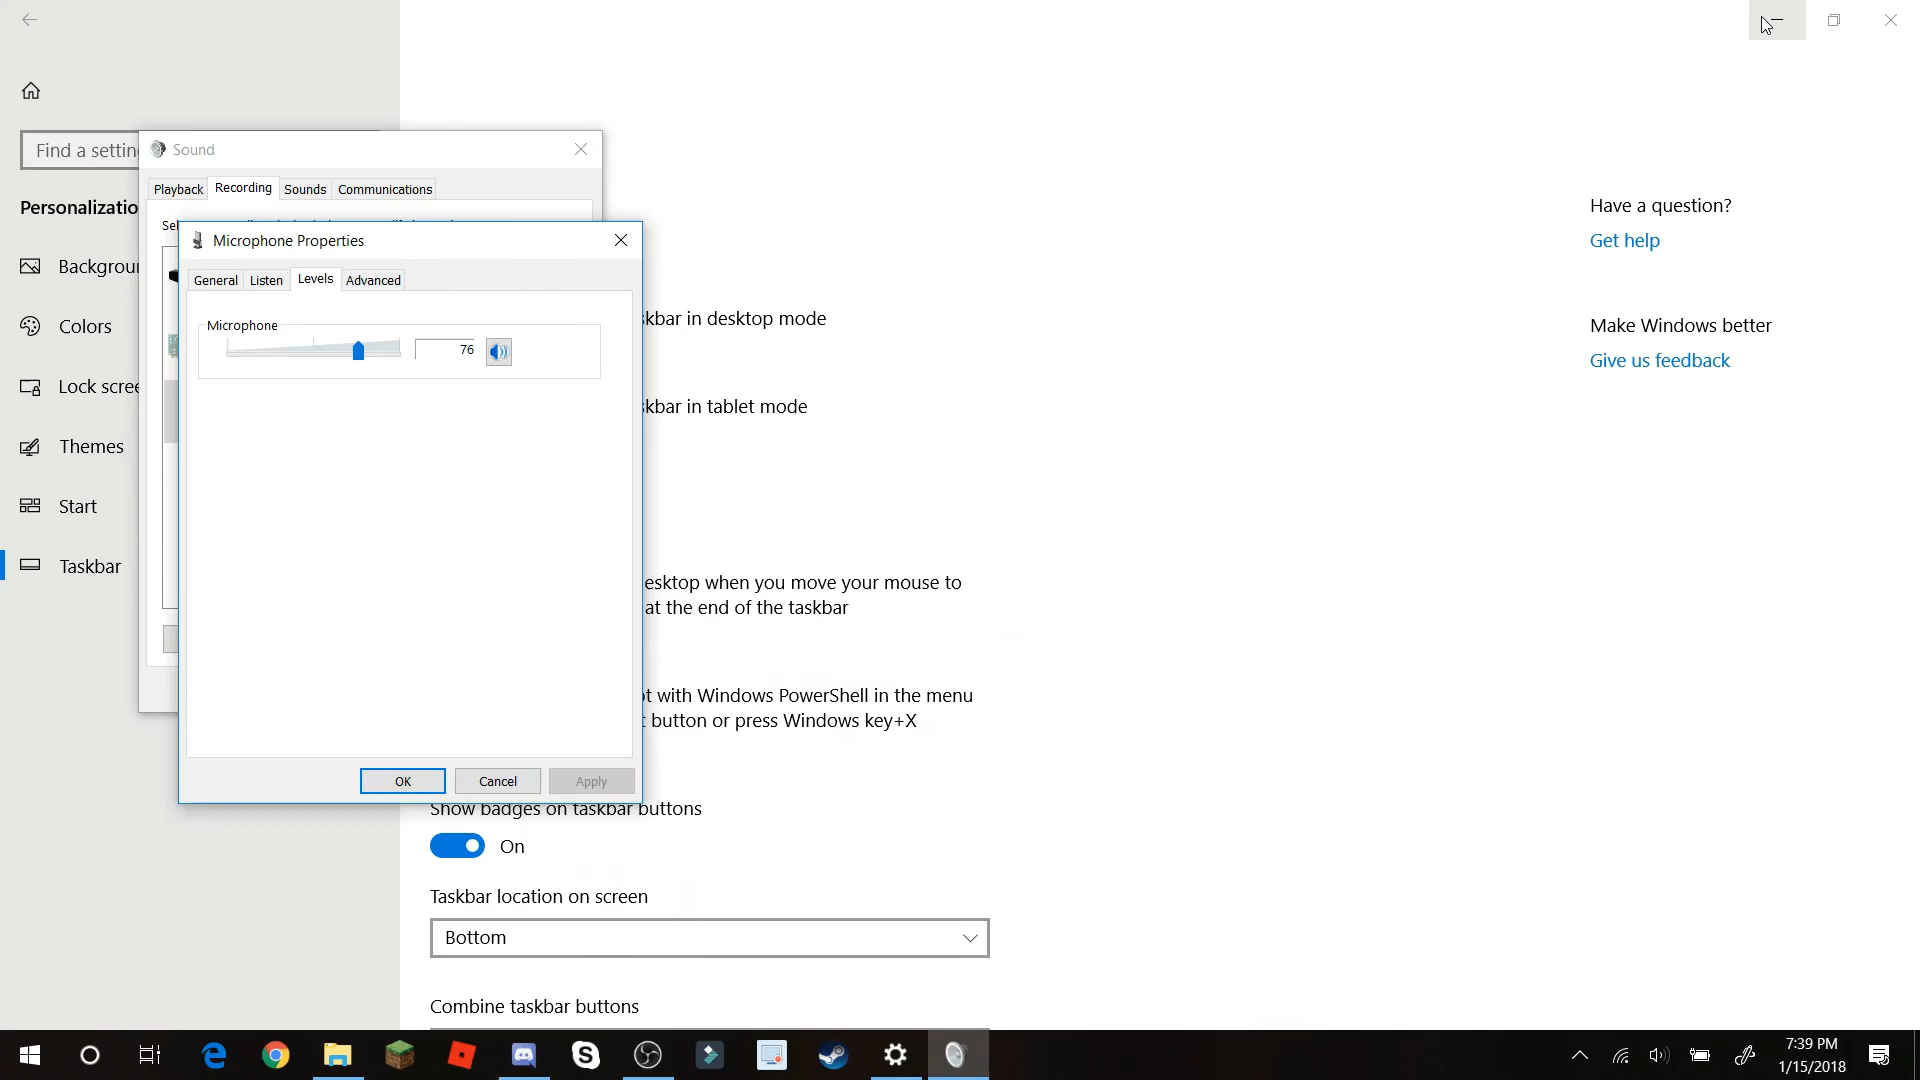 Find a settin
Personalizatio
Backgrou
Colors
Lock scree
Themes
Start
Taskbar
Sound
Playback
Recording
Sounds
Communications
Sel
Microphone Properties
General
Listen
Levels
Advanced
Microphone
76
OK
Cancel
Apply
kbar in desktop mode
kbar in tablet mode
esktop when you move your mouse to
at the end of the taskbar
t with Windows PowerShell in the menu
t button or press Windows key+X
Show badges on taskbar buttons
On
Taskbar location on screen
Bottom
Combine taskbar buttons
Have a question?
Get help
Make Windows better
Give us feedback
7:39 PM
1/15/2018